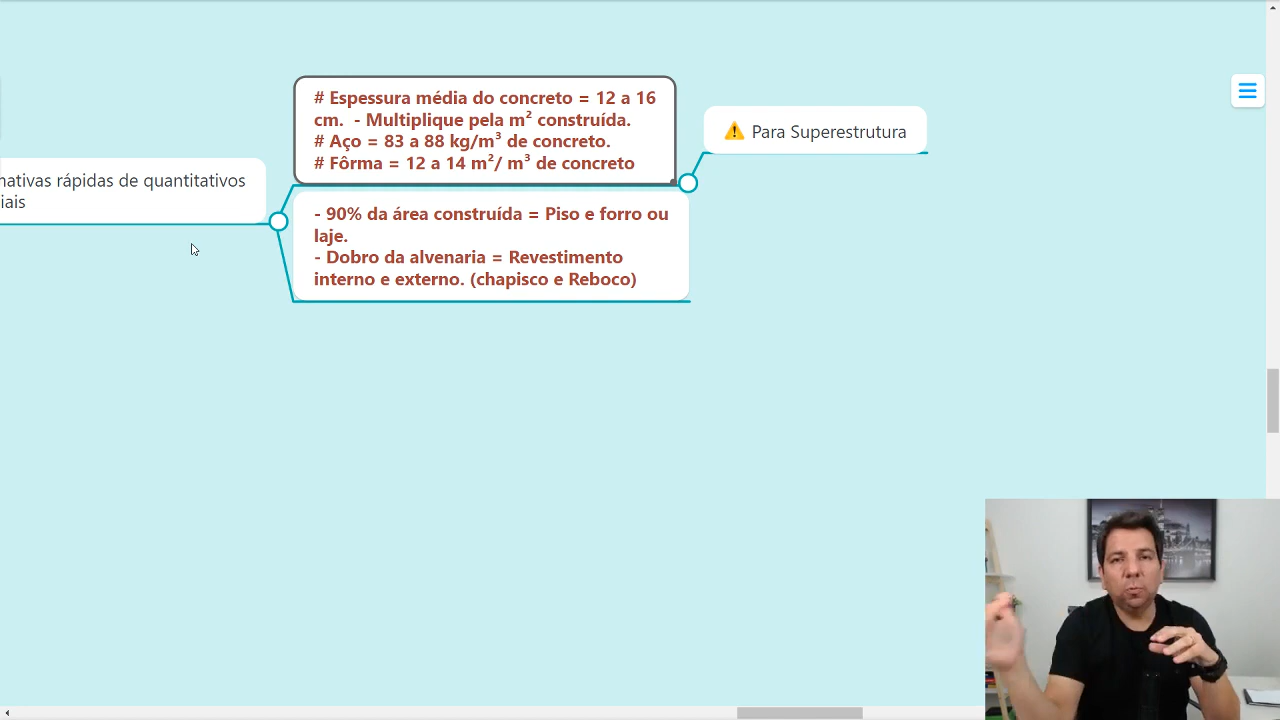 # Espessura média do concreto = 12 a 16
cm.  - Multiplique pela m² construída.
# Aço = 83 a 88 kg/m³ de concreto.
# Fôrma = 12 a 14 m²/ m³ de concreto
⚠ Para Superestrutura
rápidas de quantitativos
- 90% da área construída = Piso e forro ou
laje.
- Dobro da alvenaria = Revestimento
interno e externo. (chapisco e Reboco)